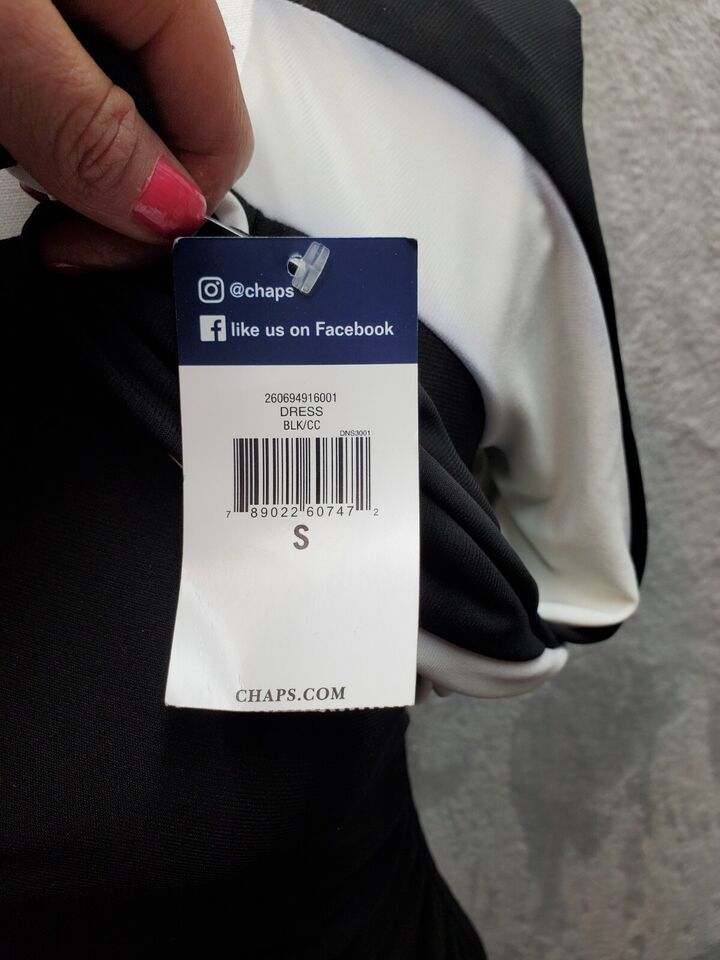 @chaps
like us on Facebook
260694916001
DRESS
BLK/CC
DNS3001
7 89022 60747 2
S
CHAPS.COM